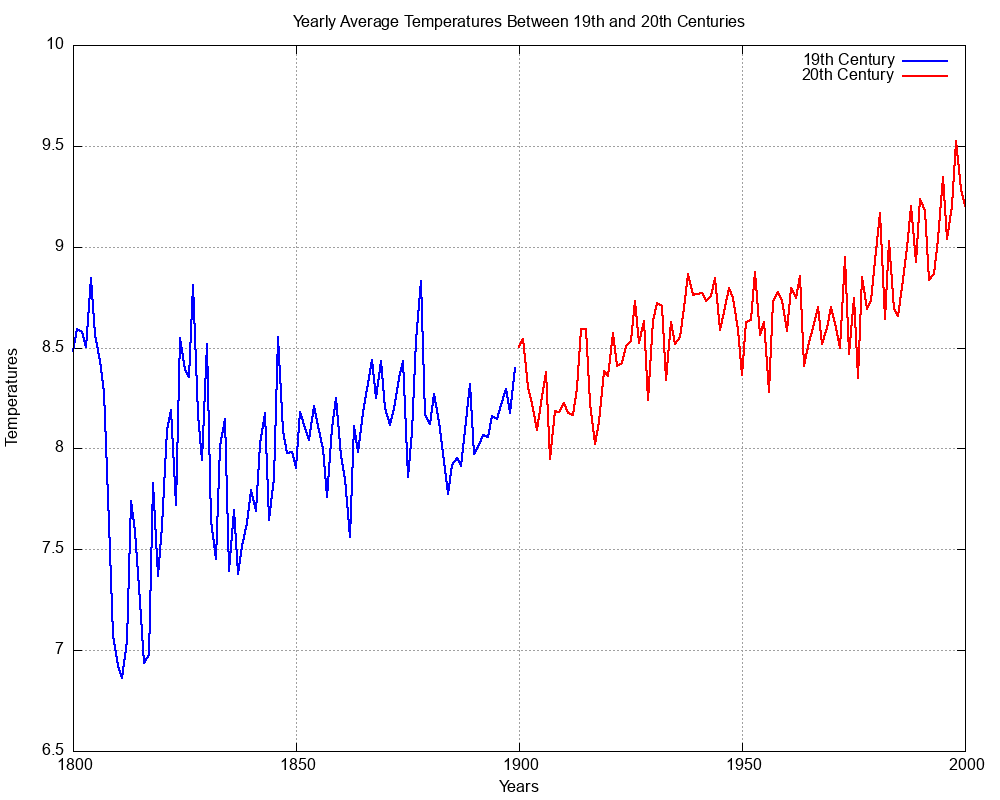 Yearly Average Temperatures Between 19th and 20th Centuries
10
9.5
9
8.5
8
7.5
7
6.5
1800
1850
1900
1950
2000
Temperatures
Years
19th Century
20th Century